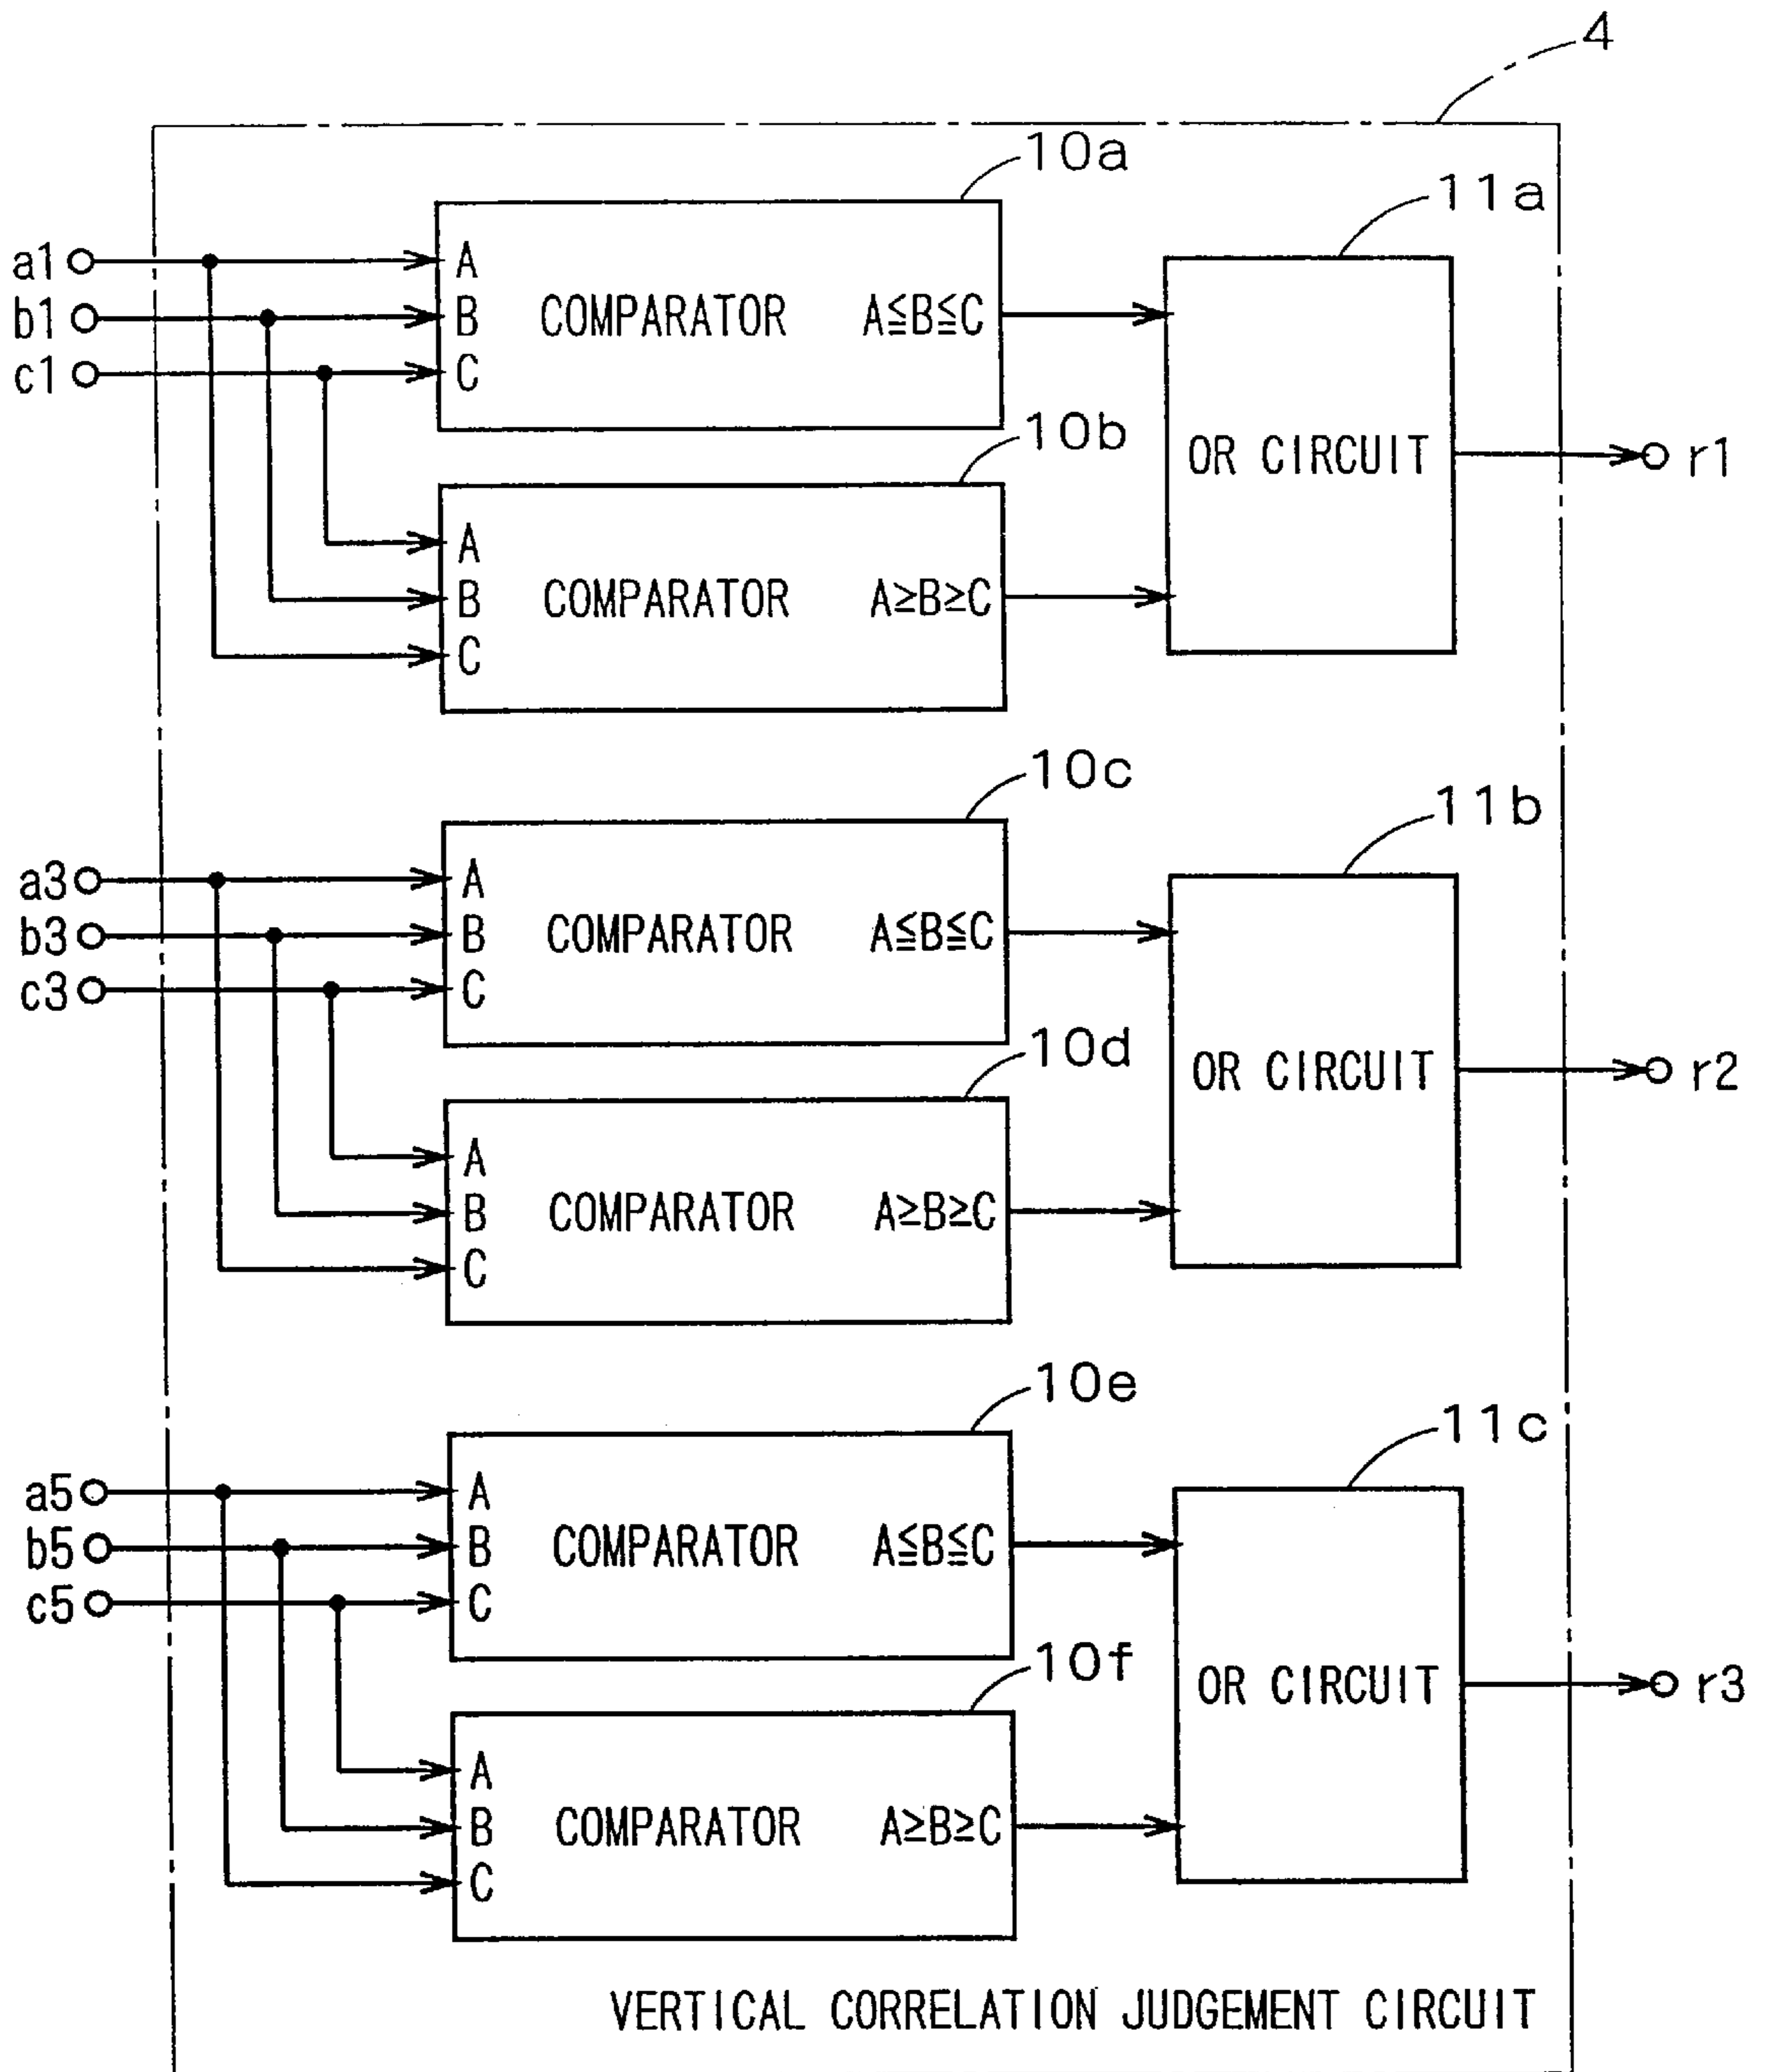 4
10a
11a
a1
A
b1
B
COMPARATOR
A≦B≦C
c1
C
10b
OR CIRCUIT
r1
A
B
COMPARATOR
A≥B≥C
C
10c
11b
a3
A
b3
B
COMPARATOR
A≦B≦C
c3
C
10d
OR CIRCUIT
r2
A
B
COMPARATOR
A≥B≥C
C
10e
11c
a5
A
b5
B
COMPARATOR
A≦B≦C
c5
C
10f
OR CIRCUIT
r3
A
B
COMPARATOR
A≥B≥C
C
VERTICAL CORRELATION JUDGEMENT CIRCUIT